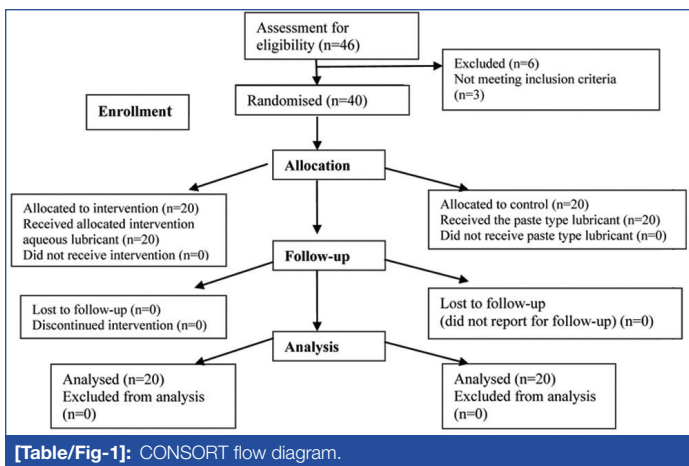 Assessment for
eligibility (n=46)
Excluded (n=6)
Not meeting inclusion criteria
(n=3)
Randomised (n=40)
Enrollment
Allocation
Allocated to intervention (n=20)
Received allocated intervention
aqueous lubricant (n=20)
Did not receive intervention (n=0)
Allocated to control (n=20)
Received the paste type lubricant (n=20)
Did not receive paste type lubricant (n=0)
Follow-up
Lost to follow-up (n=0)
Discontinued intervention (n=0)
Lost to follow-up
(did not report for follow-up) (n=0)
Analysis
Analysed (n=20)
Excluded from analysis
(n=0)
Analysed (n=20)
Excluded from analysis
(n=0)
[Table/Fig-1]: CONSORT flow diagram.